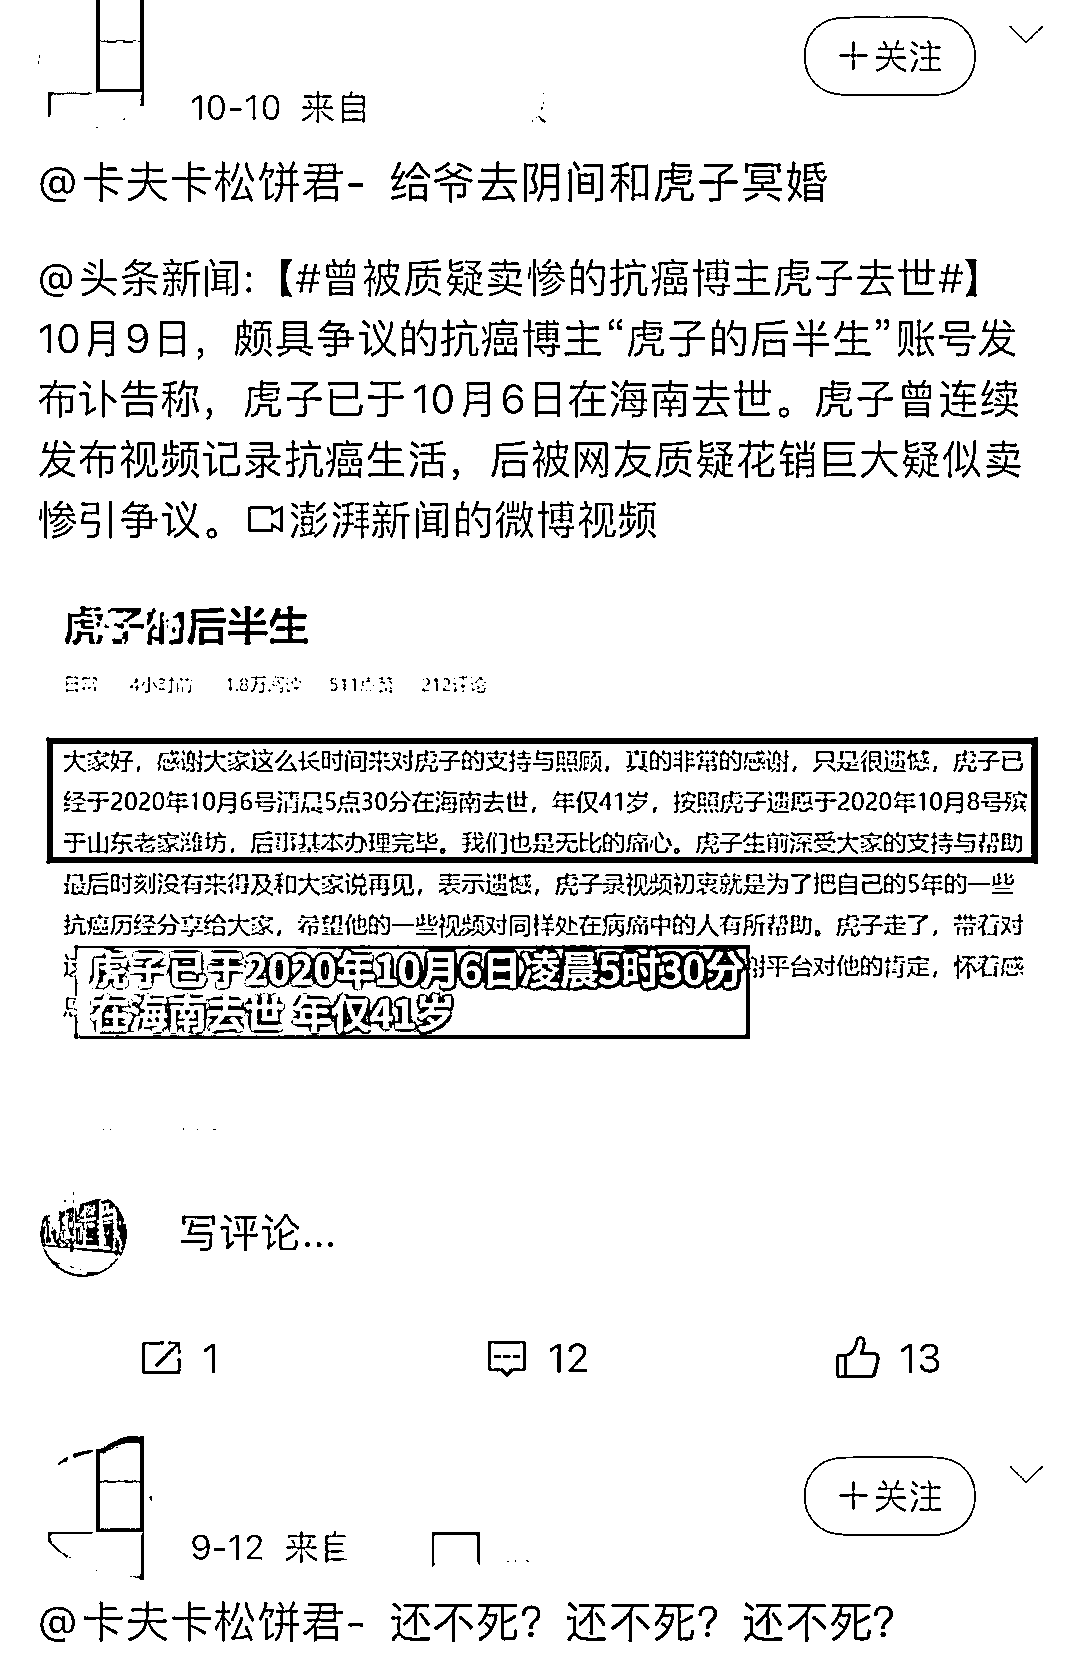 +关注
10-10 来自
@卡夫卡松饼君- 给爷去阴间和虎子冥婚
@头条新闻:【#曾被质疑卖惨的抗癌博主虎子去世#】
10月9日，颇具争议的抗癌博主“虎子的后半生”账号发
布讣告称，虎子已于10月6日在海南去世。虎子曾连续
发布视频记录抗癌生活，后被网友质疑花销巨大疑似卖
惨引争议。澎湃新闻的微博视频
虎子的后半生
日常 4小时前 1.8万阅读 511点赞 212评论
大家好，感谢大家这么长时间来对虎子的支持与照顾，真的非常的感谢，只是很遗憾，虎子已
经于2020年10月6号清晨5点30分在海南去世，年仅41岁，按照虎子遗愿于2020年10月8号殡
于山东老家潍坊，后事基本办理完毕。我们也是无比的痛心。虎子生前深受大家的支持与帮助
最后时刻没有来得及和大家说再见，表示遗憾，虎子录视频初衷就是为了把自己的5年的一些
抗癌历经分享给大家，希望他的一些视频对同样处在病痛中的人有所帮助。虎子走了，带着对
谢平台对他的肯定，怀着感
虎子已于2020年10月6日凌晨5时30分
在海南去世 年仅41岁
写评论...
1 12 13
+关注
9-12 来自
@卡夫卡松饼君- 还不死？还不死？还不死？